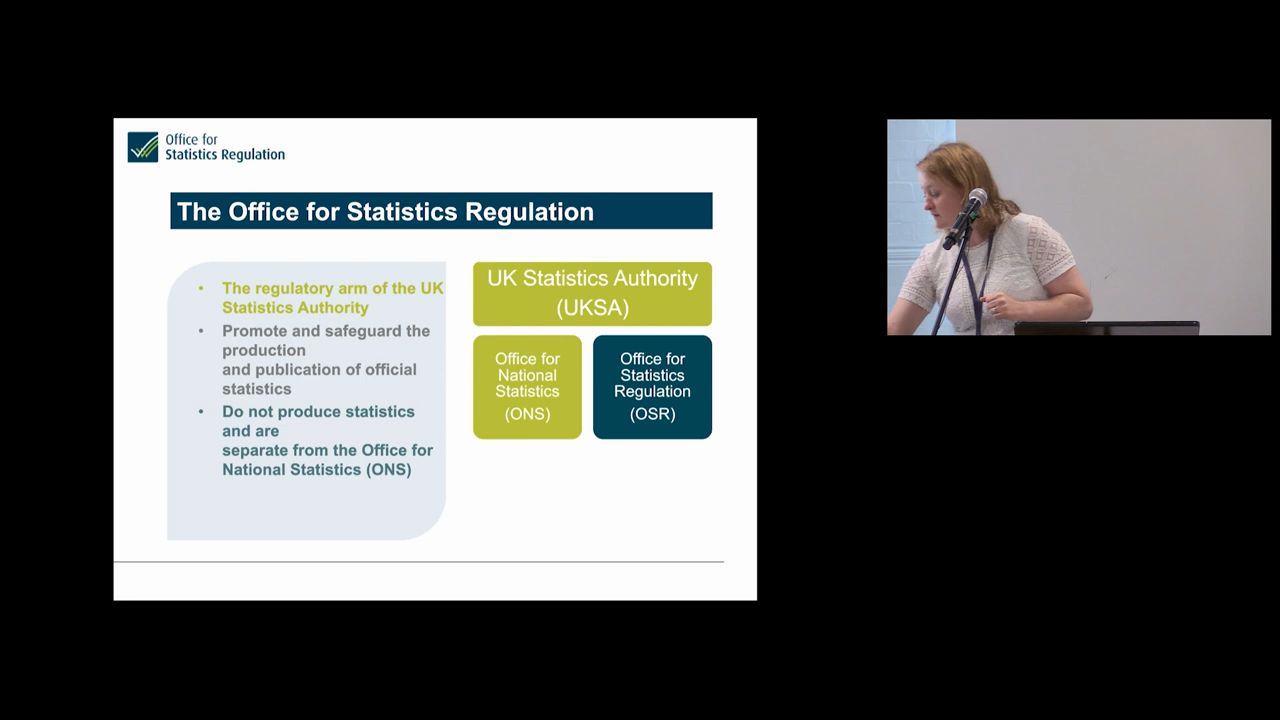 Office for
Statistics Regulation
The Office for Statistics Regulation
• The regulatory arm of the UK
Statistics Authority
• Promote and safeguard the
production
and publication of official
statistics
• Do not produce statistics
and are
separate from the Office for
National Statistics (ONS)
UK Statistics Authority
(UKSA)
Office for
National
Statistics
(ONS)
Office for
Statistics
Regulation
(OSR)